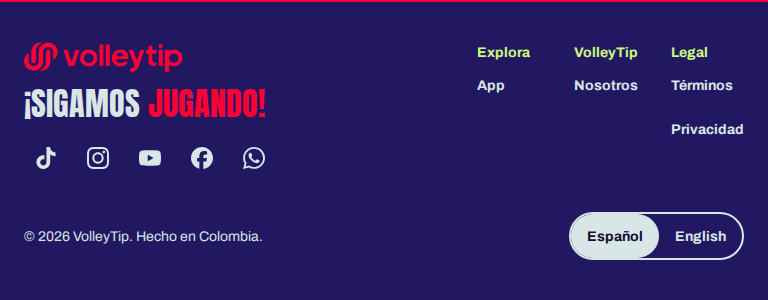 volleytip
¡SIGAMOS JUGANDO!
Explora
App
VolleyTip
Nosotros
Legal
Términos
Privacidad
© 2026 VolleyTip. Hecho en Colombia.
Español
English